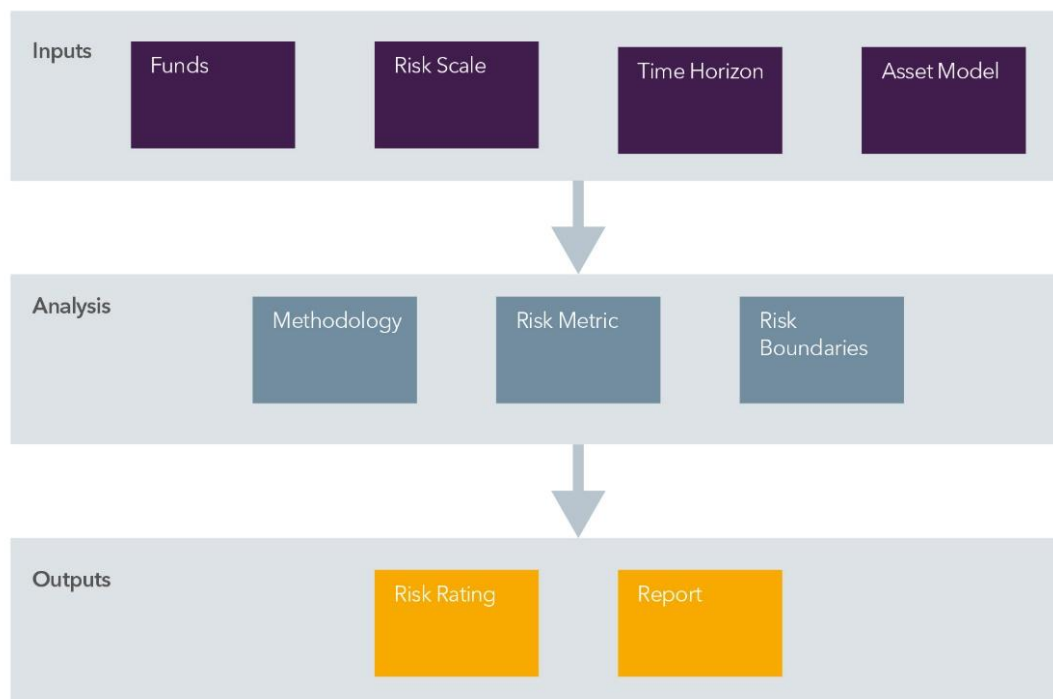 Inputs
Funds
Risk Scale
Time Horizon
Asset Model
Analysis
Methodology
Risk Metric
Risk
Boundaries
Outputs
Risk Rating
Report